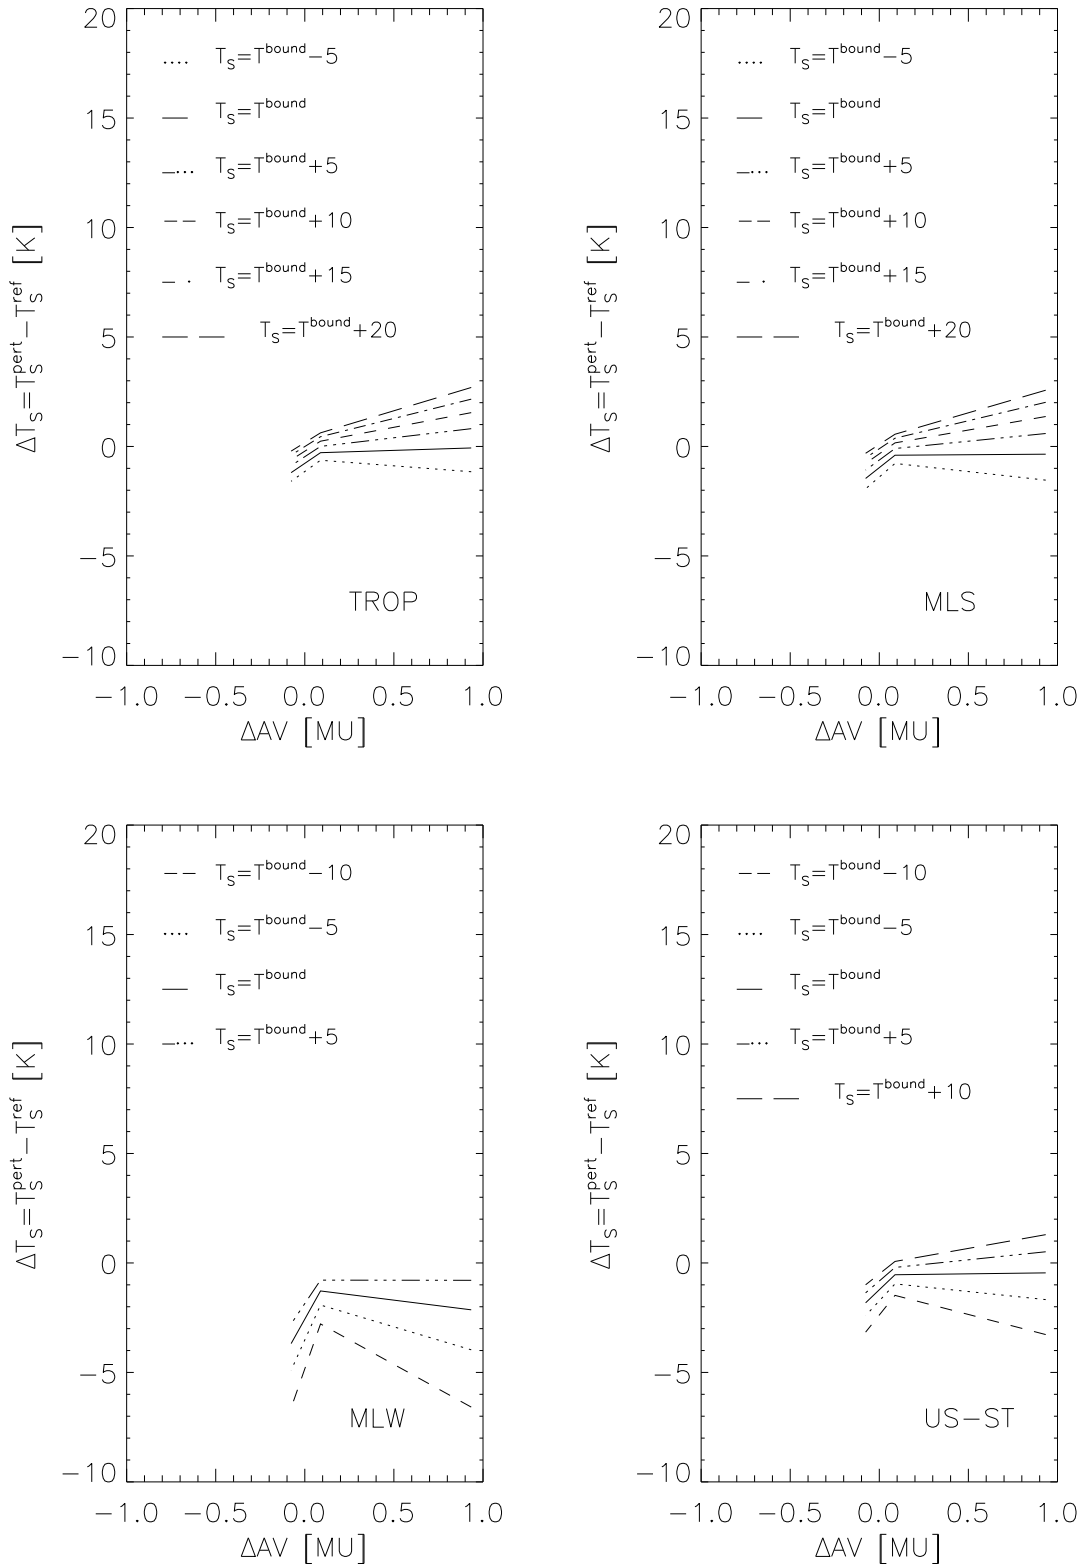 20
15
10
5
0
−5
−10
ΔT_S=T_S^pert−T_S^ref [K]
T_S=T^bound−5
T_S=T^bound
T_S=T^bound+5
T_S=T^bound+10
T_S=T^bound+15
T_S=T^bound+20
TROP
−1.0 −0.5 0.0 0.5 1.0
ΔAV [MU]
20
15
10
5
0
−5
−10
ΔT_S=T_S^pert−T_S^ref [K]
T_S=T^bound−5
T_S=T^bound
T_S=T^bound+5
T_S=T^bound+10
T_S=T^bound+15
T_S=T^bound+20
MLS
−1.0 −0.5 0.0 0.5 1.0
ΔAV [MU]
20
15
10
5
0
−5
−10
ΔT_S=T_S^pert−T_S^ref [K]
T_S=T^bound−10
T_S=T^bound−5
T_S=T^bound
T_S=T^bound+5
MLW
−1.0 −0.5 0.0 0.5 1.0
ΔAV [MU]
20
15
10
5
0
−5
−10
ΔT_S=T_S^pert−T_S^ref [K]
T_S=T^bound−10
T_S=T^bound−5
T_S=T^bound
T_S=T^bound+5
T_S=T^bound+10
US−ST
−1.0 −0.5 0.0 0.5 1.0
ΔAV [MU]